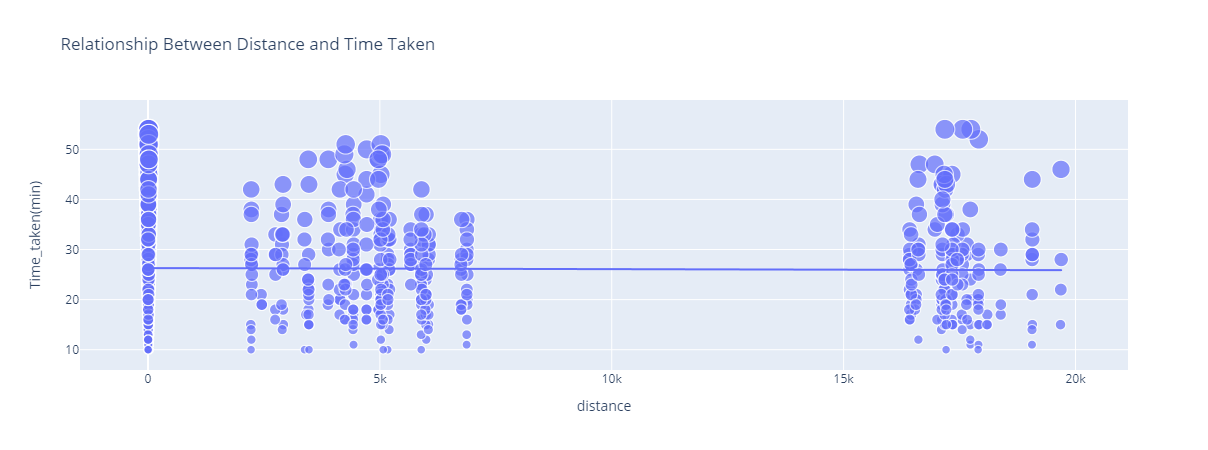 Relationship Between Distance and Time Taken
Time_taken(min)
50
40
30
20
10
0
5k
10k
15k
20k
distance